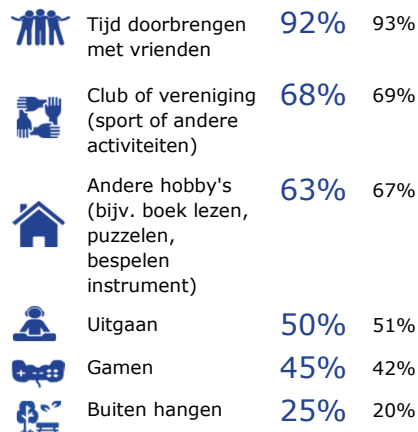 Tijd doorbrengen 92% 93%
met vrienden
Club of vereniging 68% 69%
(sport of andere
activiteiten)
Andere hobby's 63% 67%
(bijv. boek lezen,
puzzelen,
bespelen
instrument)
Uitgaan 50% 51%
Gamen 45% 42%
Buiten hangen 25% 20%